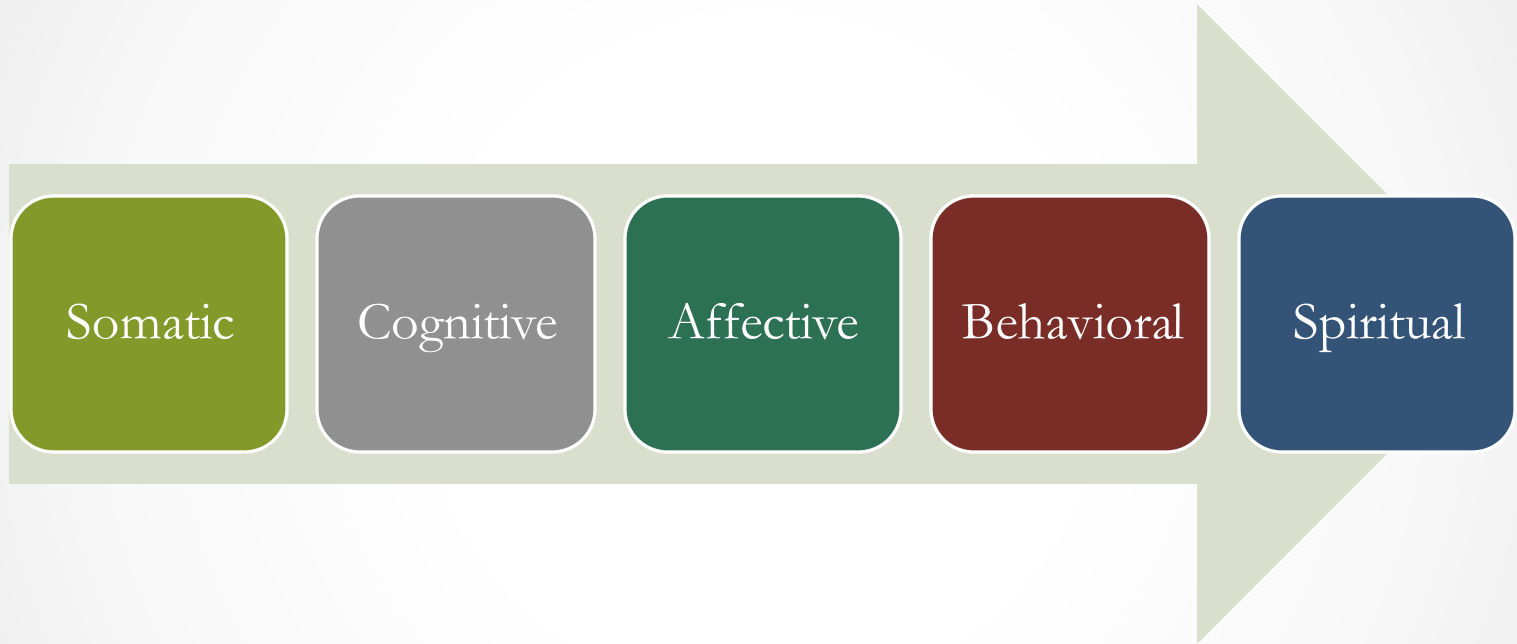 Somatic
Cognitive
Affective
Behavioral
Spiritual